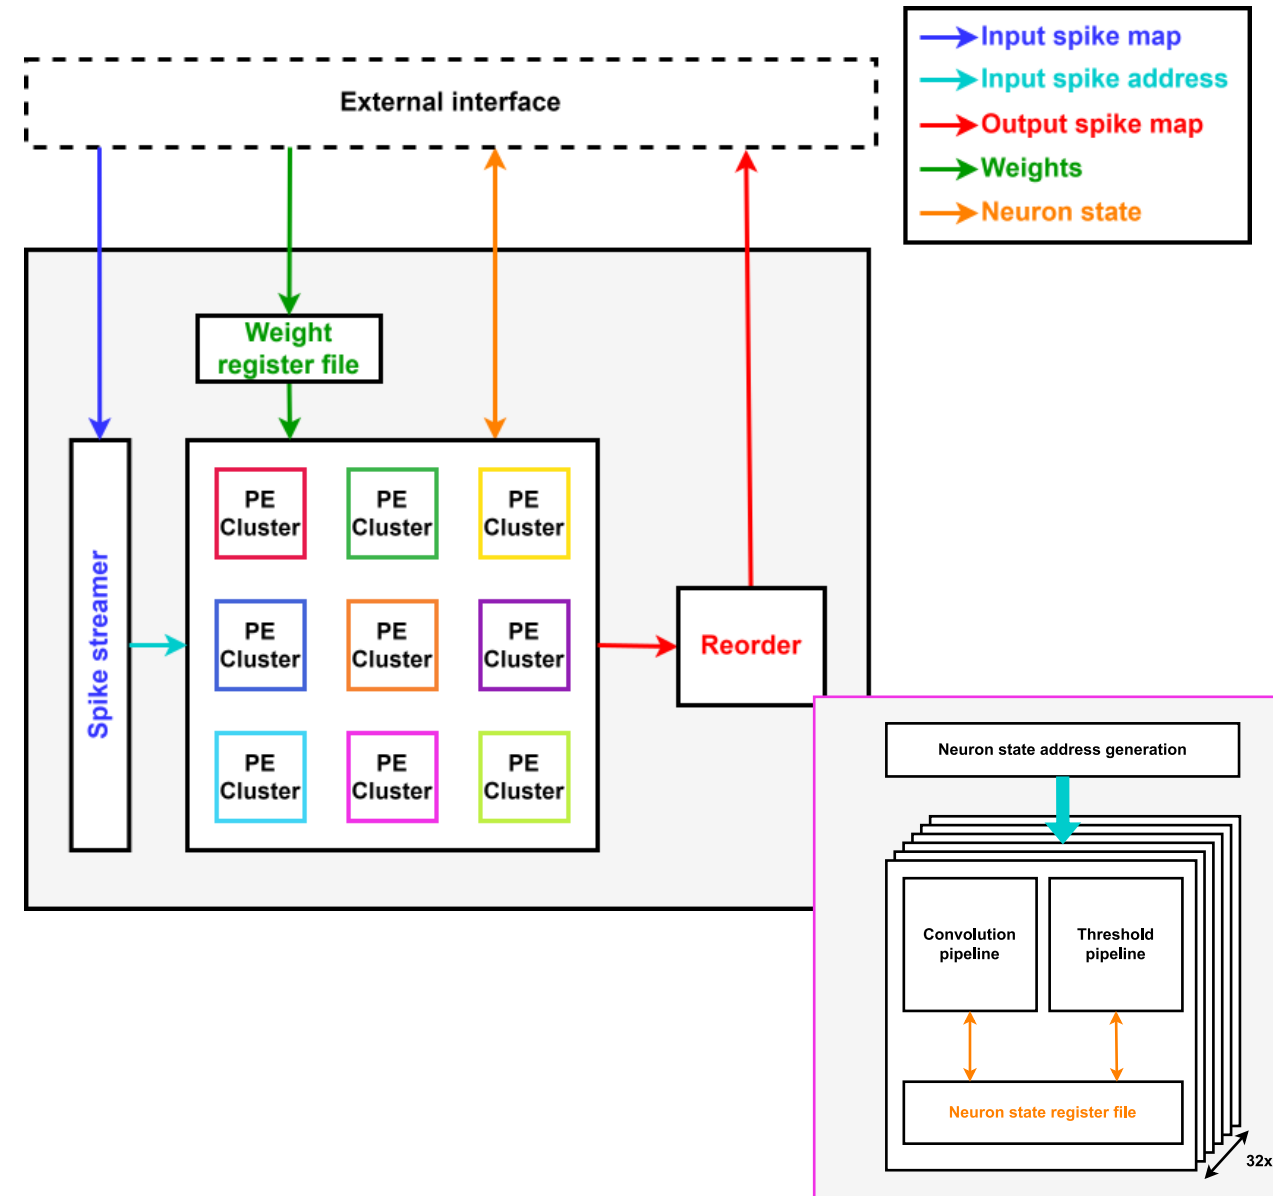 Input spike map
Input spike address
Output spike map
Weights
Neuron state
External interface
Weight
register file
Spike streamer
PE
Cluster
PE
Cluster
PE
Cluster
PE
Cluster
PE
Cluster
PE
Cluster
PE
Cluster
PE
Cluster
PE
Cluster
Reorder
Neuron state address generation
Convolution
pipeline
Threshold
pipeline
Neuron state register file
32x